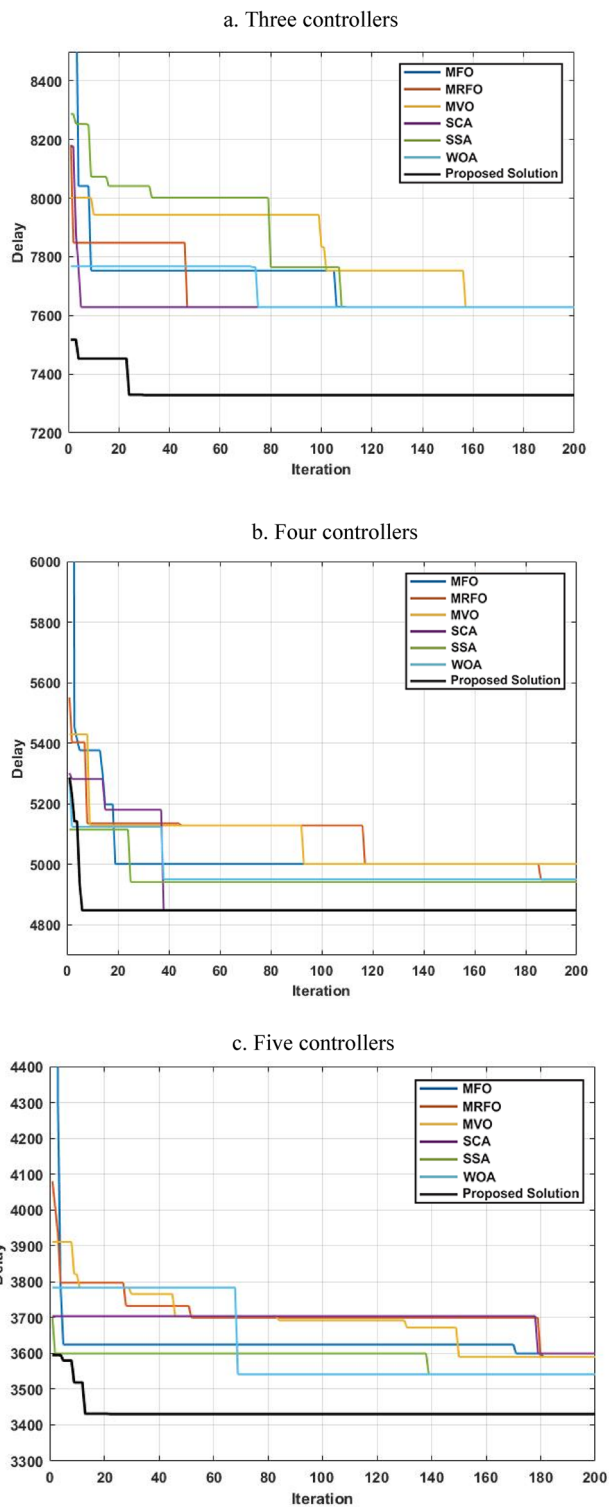 a. Three controllers
8400
8200
8000
7800
7600
7400
7200
Delay
MFO
MRFO
MVO
SCA
SSA
WOA
Proposed Solution
0 20 40 60 80 100 120 140 160 180 200
Iteration
b. Four controllers
6000
5800
5600
5400
5200
5000
4800
Delay
MFO
MRFO
MVO
SCA
SSA
WOA
Proposed Solution
0 20 40 60 80 100 120 140 160 180 200
Iteration
c. Five controllers
4400
4300
4200
4100
4000
3900
3800
3700
3600
3500
3400
3300
Delay
MFO
MRFO
MVO
SCA
SSA
WOA
Proposed Solution
0 20 40 60 80 100 120 140 160 180 200
Iteration